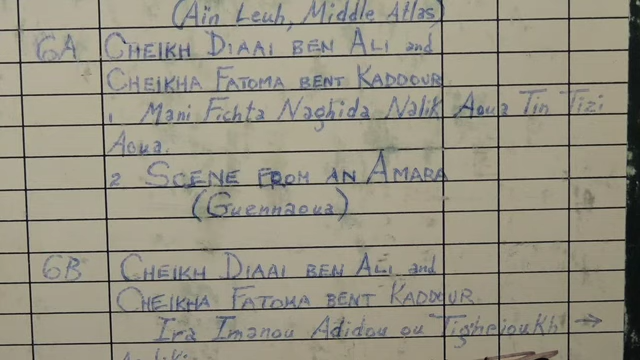 (Aïn Leuh, Middle Atlas)
6A CHEIKH DIAAI BEN ALI and
CHEIKHA FATOMA BENT KADDOUR
1. Mani Fichta Naghida Nalik Aoua Tin Tizi
Aoua.
2 SCENE FROM AN AMARA
(Guennaoua)
6B CHEIKH DIAAI BEN ALI and
CHEIKHA FATOMA BENT KADDOUR
Ira Imanou Adidou ou Tigheioukh →